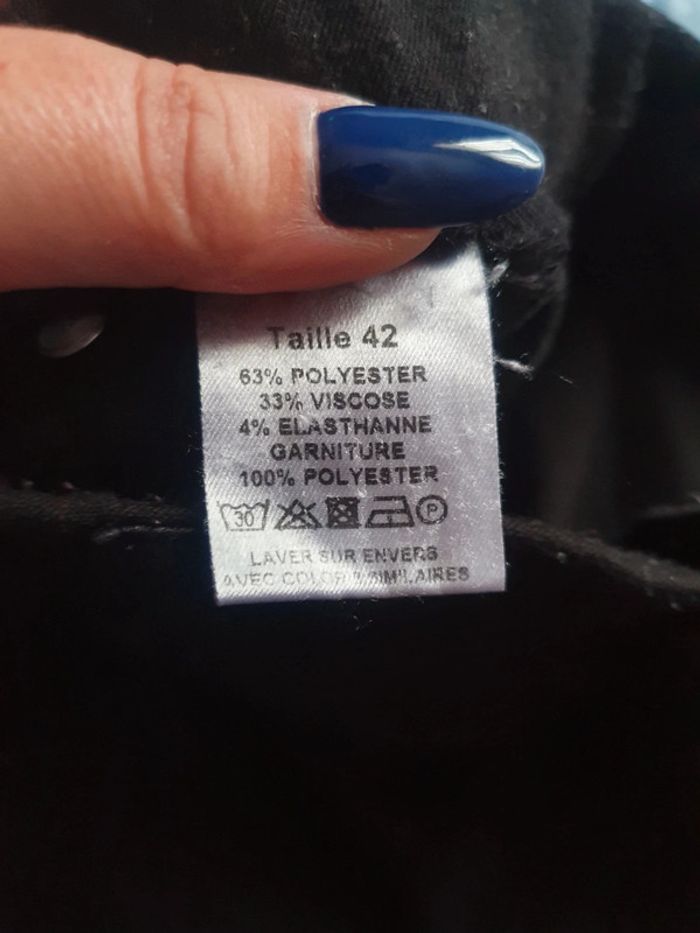 Taille 42
63% POLYESTER
33% VISCOSE
4% ELASTHANNE
GARNITURE
100% POLYESTER
30 P
LAVER SUR ENVERS
AVEC COLORIS SIMILAIRES